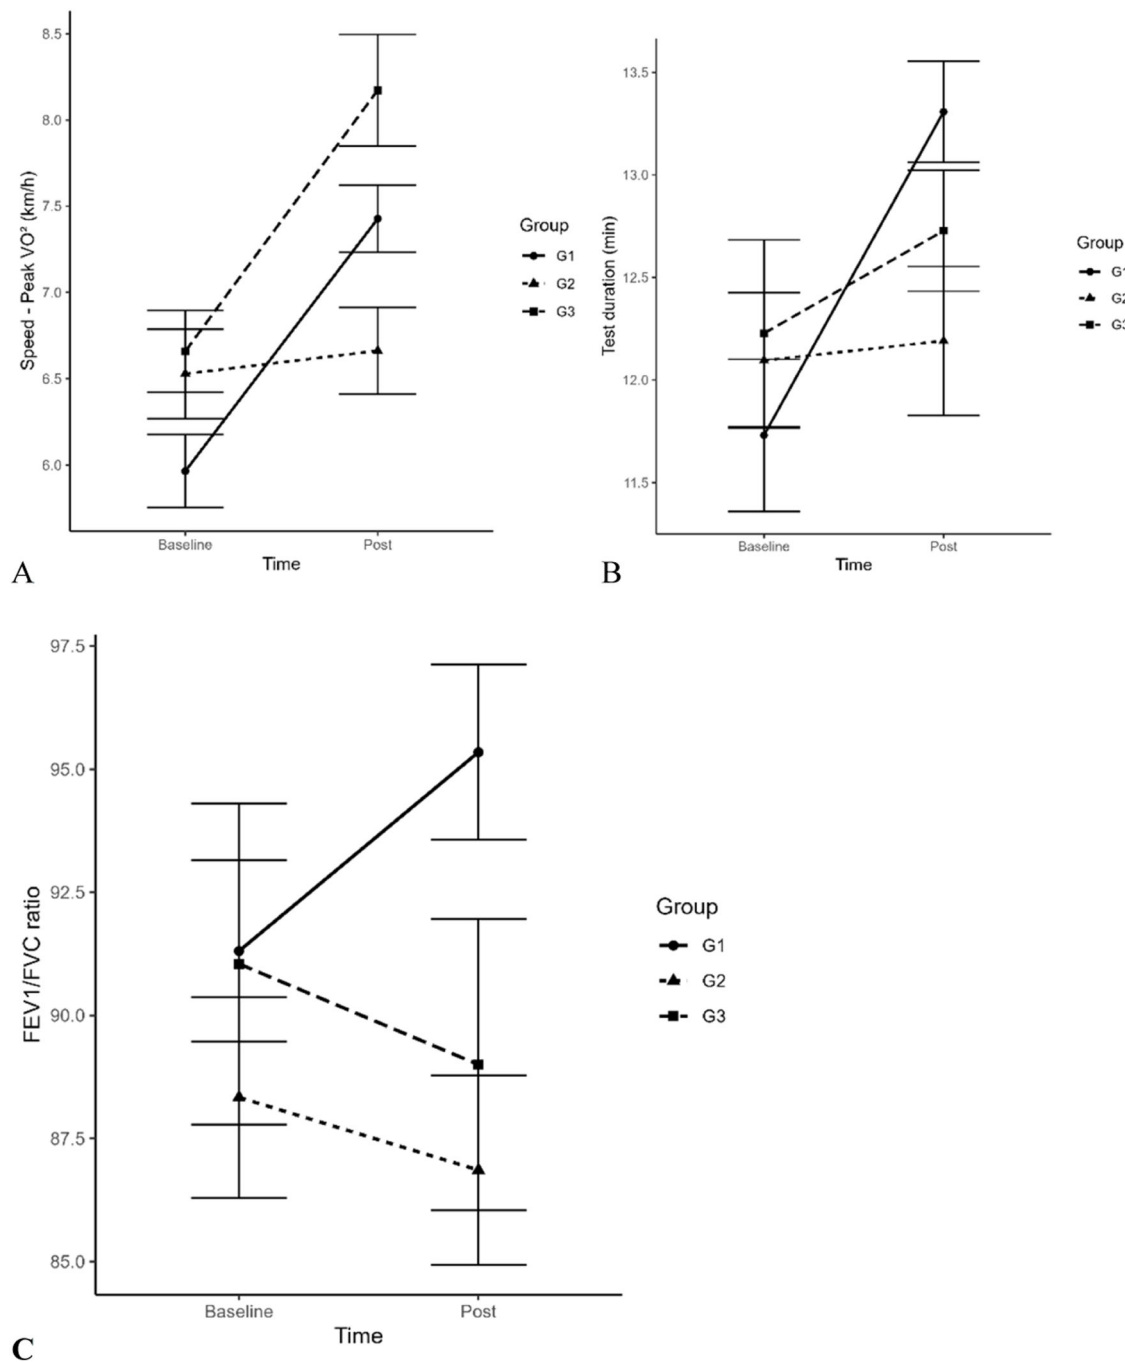 8.5
8.0
7.5
7.0
6.5
6.0
Speed - Peak VO² (km/h)
Baseline
Post
Time
Group
G1
G2
G3
A
13.5
13.0
12.5
12.0
11.5
Test duration (min)
Baseline
Post
Time
Group
G1
G2
G3
B
97.5
95.0
92.5
90.0
87.5
85.0
FEV1/FVC ratio
Baseline
Post
Time
Group
G1
G2
G3
C